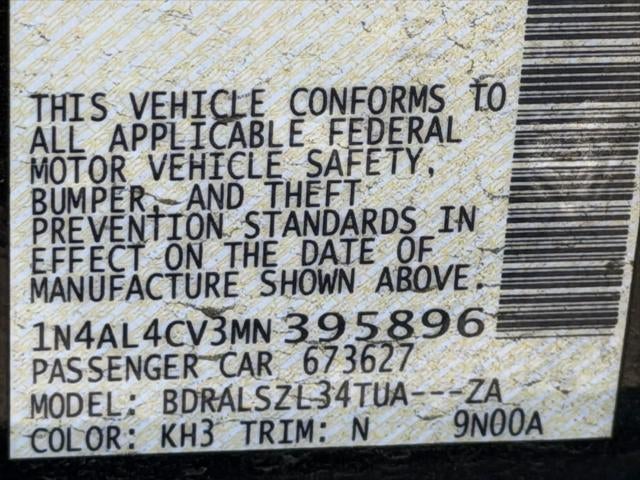 THIS VEHICLE CONFORMS TO
ALL APPLICABLE FEDERAL
MOTOR VEHICLE SAFETY,
BUMPER, AND THEFT
PREVENTION STANDARDS IN
EFFECT ON THE DATE OF
MANUFACTURE SHOWN ABOVE.
1N4AL4CV3MN395896
PASSENGER CAR 673627
MODEL: BDRALSZL34TUA---ZA
COLOR: KH3 TRIM: N 9N00A